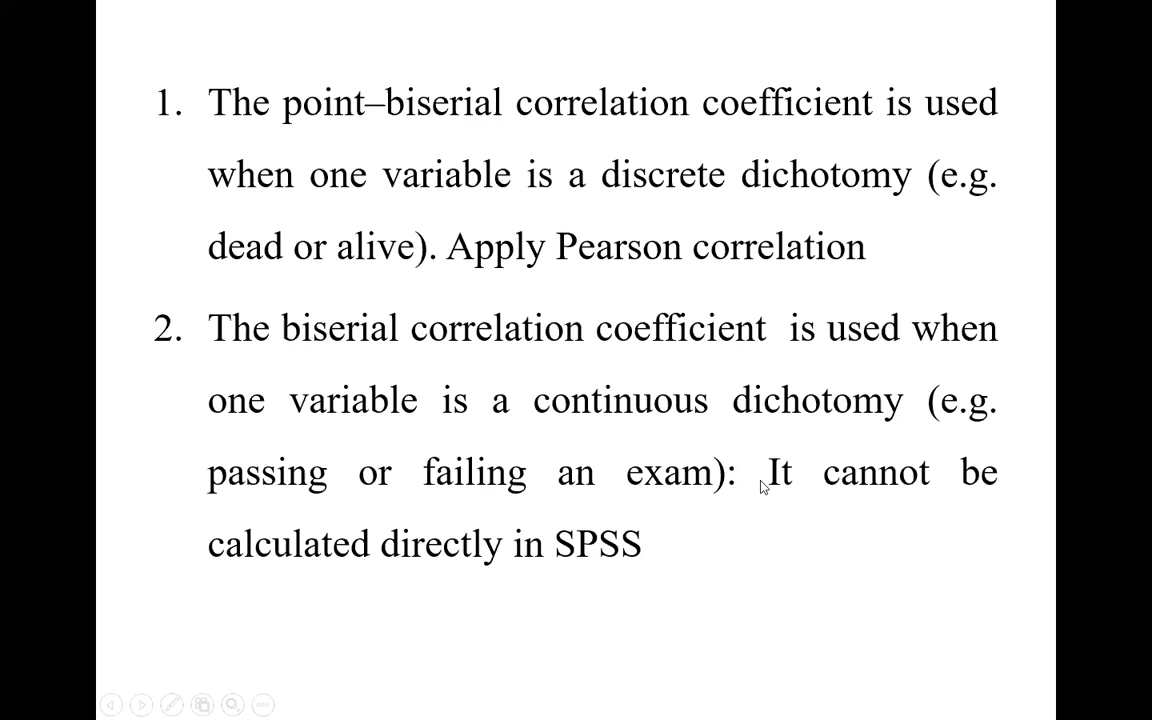 1. The point–biserial correlation coefficient is used
when one variable is a discrete dichotomy (e.g.
dead or alive). Apply Pearson correlation
2. The biserial correlation coefficient is used when
one variable is a continuous dichotomy (e.g.
passing or failing an exam): It cannot be
calculated directly in SPSS